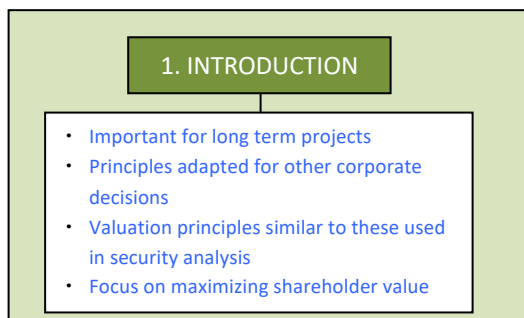 1. INTRODUCTION
· Important for long term projects
· Principles adapted for other corporate
decisions
· Valuation principles similar to these used
in security analysis
· Focus on maximizing shareholder value